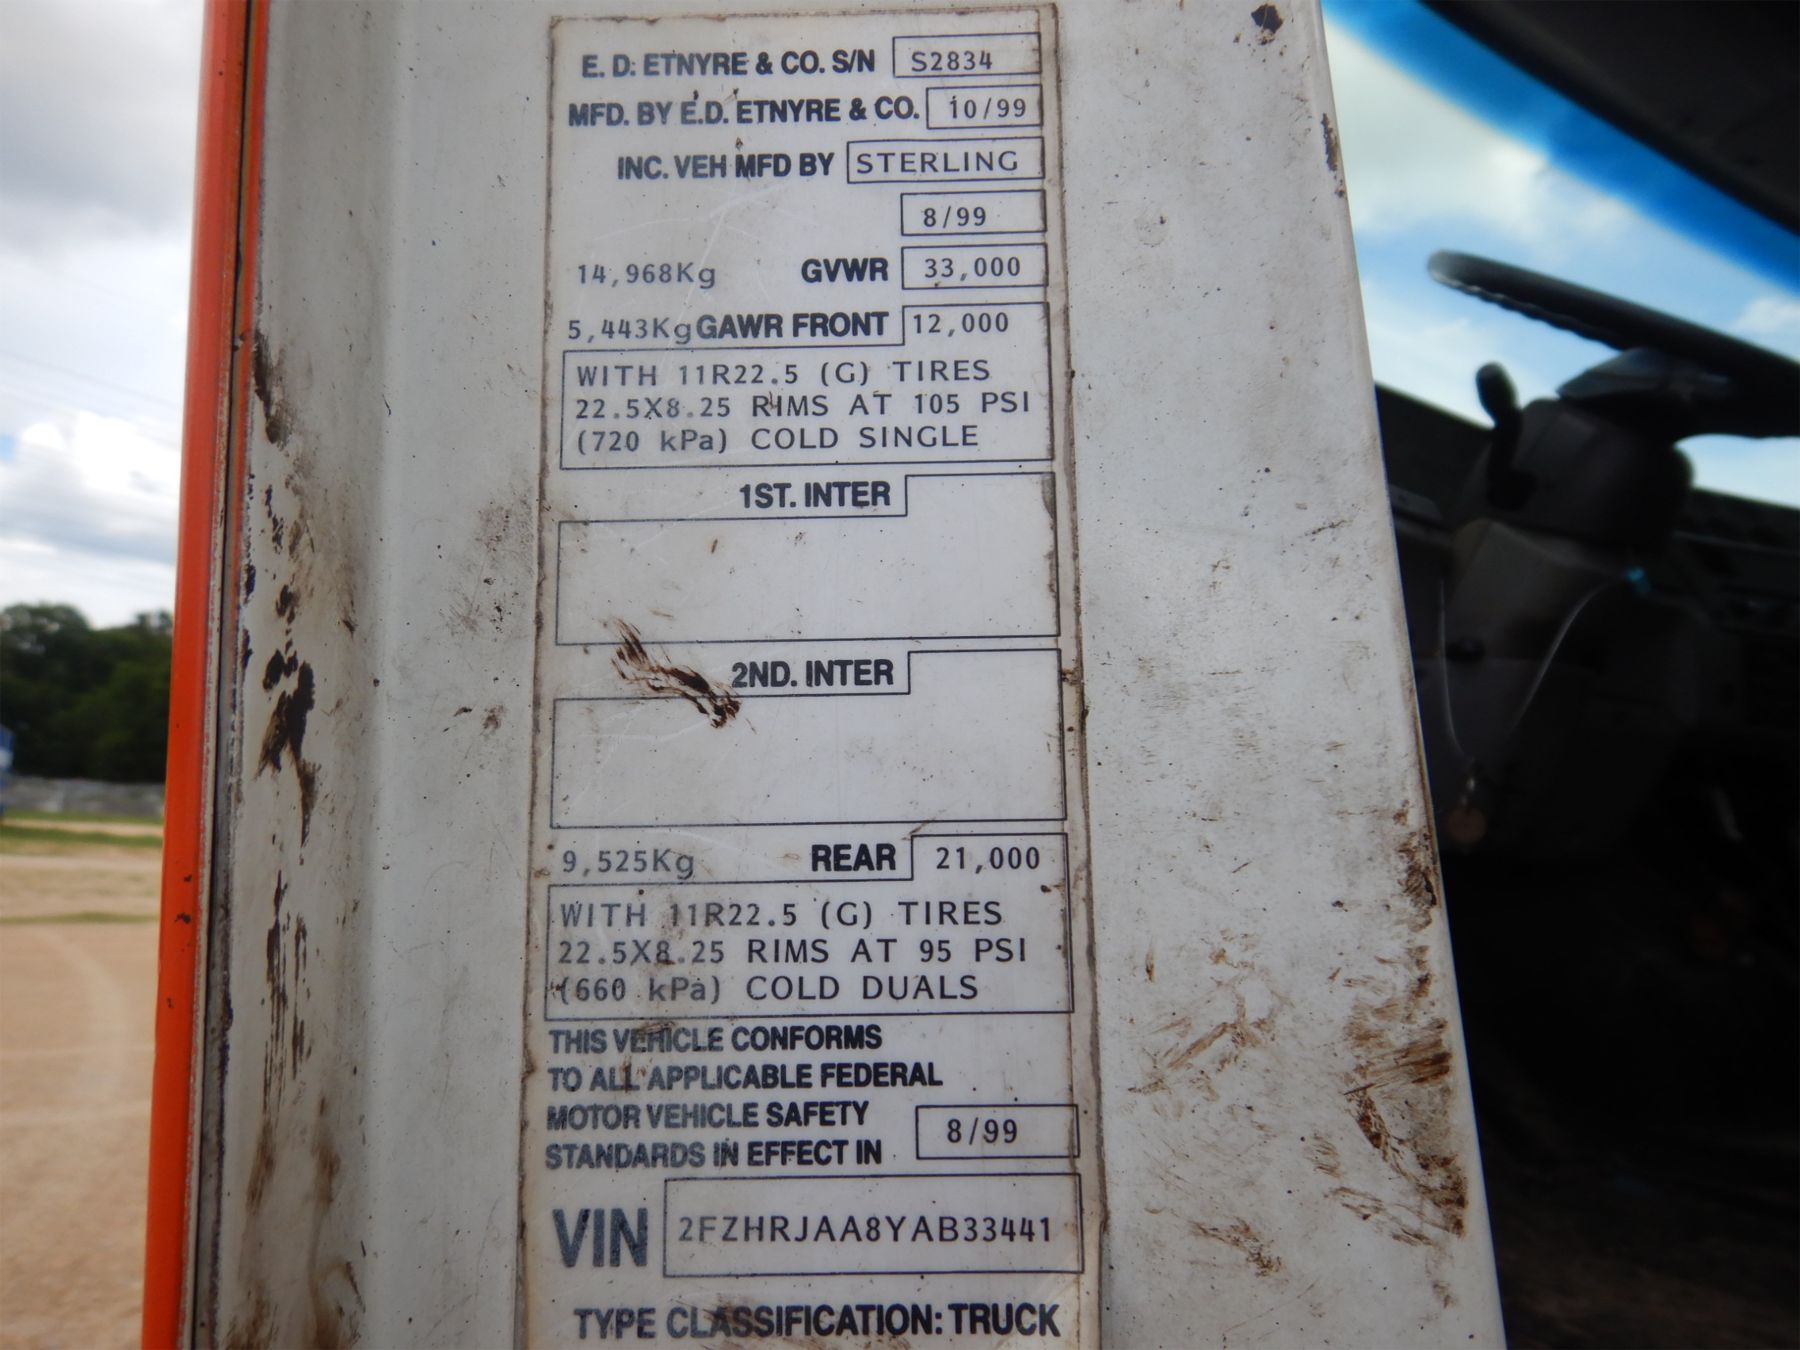 E. D. ETNYRE & CO. S/N S2834
MFD. BY E.D. ETNYRE & CO. 10/99
INC. VEH MFD BY STERLING
8/99
14,968Kg GVWR 33,000
5,443Kg GAWR FRONT 12,000
WITH 11R22.5 (G) TIRES
22.5X8.25 RIMS AT 105 PSI
(720 kPa) COLD SINGLE
1ST. INTER
2ND. INTER
9,525Kg REAR 21,000
WITH 11R22.5 (G) TIRES
22.5X8.25 RIMS AT 95 PSI
(660 kPa) COLD DUALS
THIS VEHICLE CONFORMS
TO ALL APPLICABLE FEDERAL
MOTOR VEHICLE SAFETY
STANDARDS IN EFFECT IN 8/99
VIN 2FZHRJAA8YAB33441
TYPE CLASSIFICATION: TRUCK